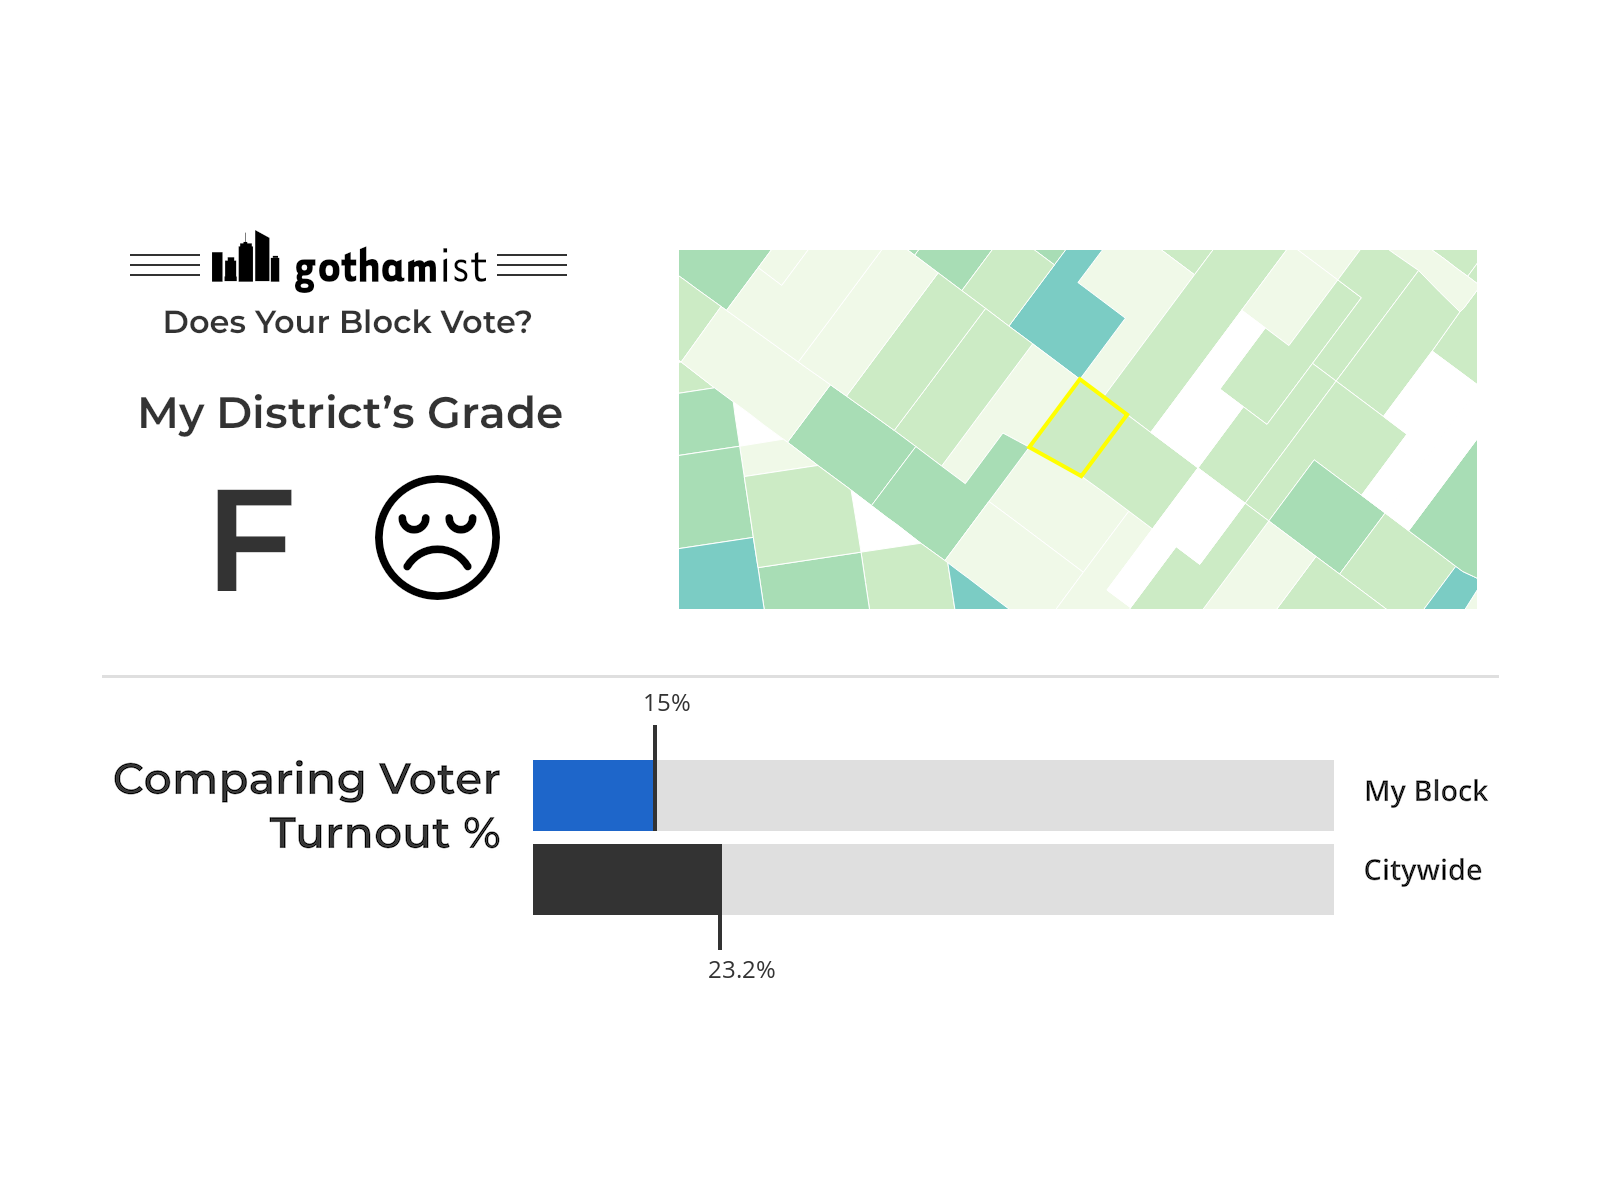 gothamist
Does Your Block Vote?
My District’s Grade
F
15%
Comparing Voter
Turnout %
My Block
Citywide
23.2%